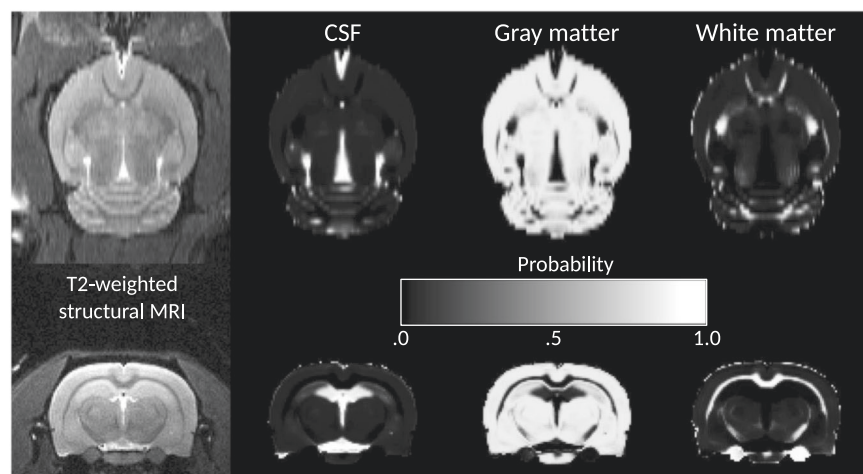 CSF
Gray matter
White matter
T2-weighted
structural MRI
Probability
.0
.5
1.0